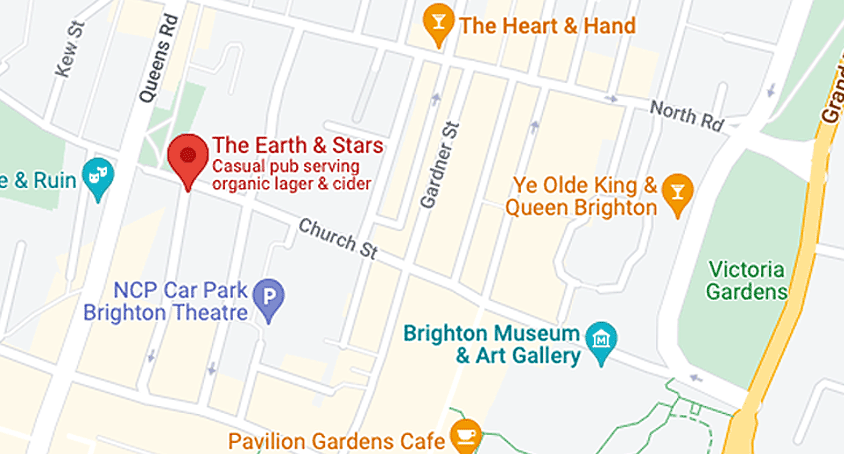 The Heart & Hand
Kew St
Queens Rd
Grand
North Rd
The Earth & Stars
Casual pub serving
organic lager & cider
e & Ruin
Gardner St
Ye Olde King &
Queen Brighton
Church St
Victoria
Gardens
NCP Car Park
Brighton Theatre
P
Brighton Museum
& Art Gallery
M
Pavilion Gardens Cafe